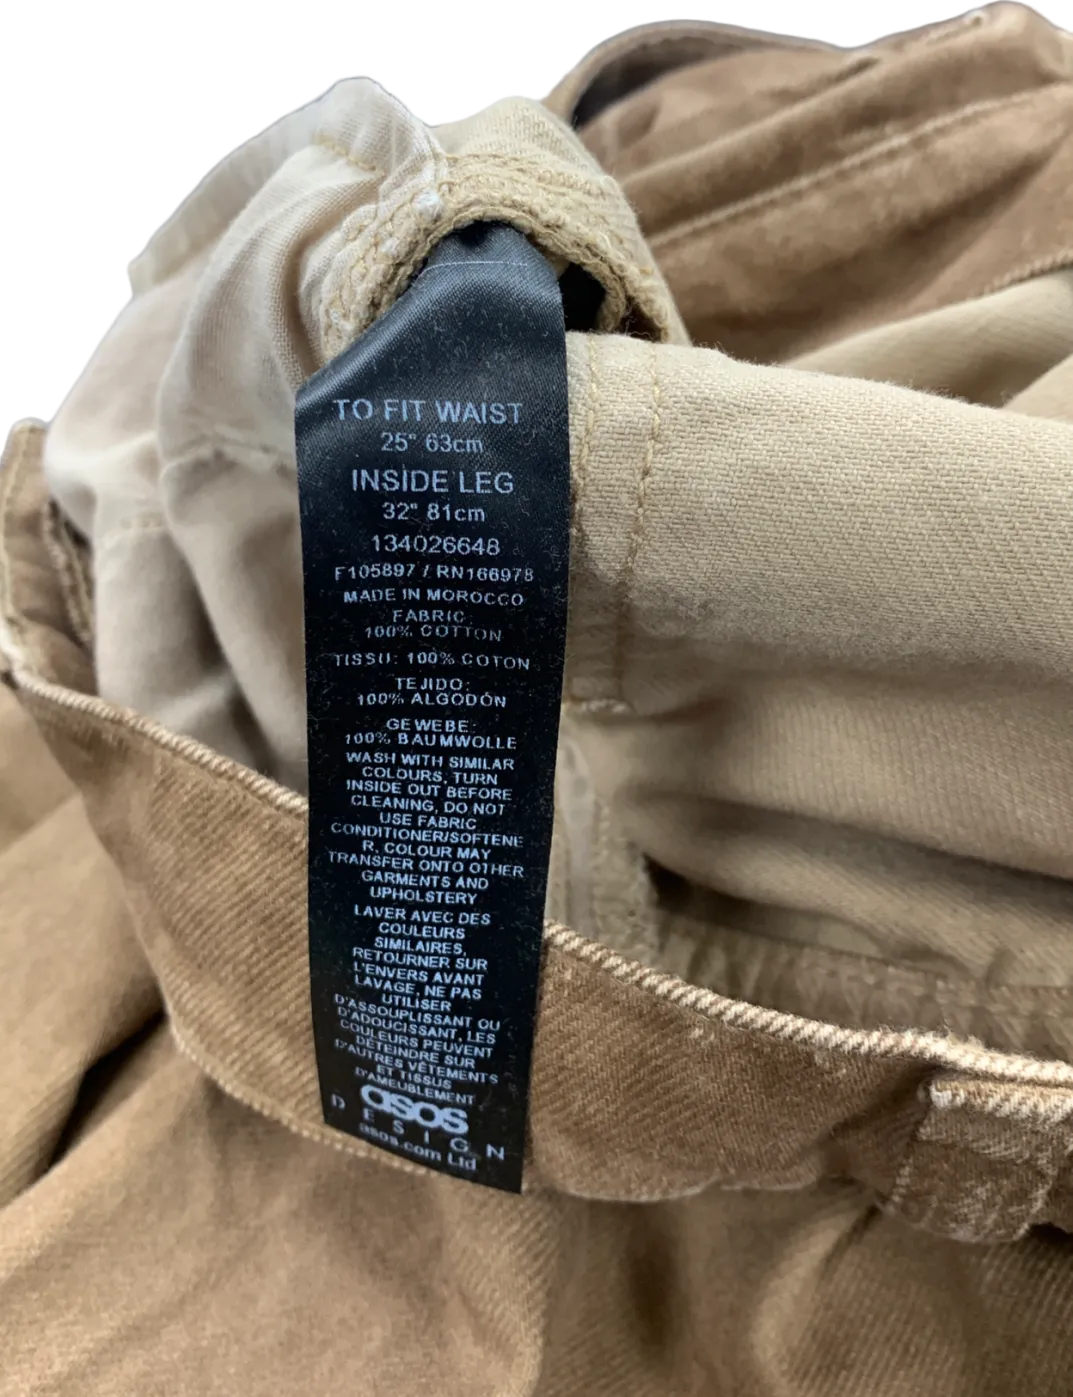 TO FIT WAIST
25" 63cm
INSIDE LEG
32" 81cm
134026648
F105897 / RN166978
MADE IN MOROCCO
FABRIC:
100% COTTON
TISSU: 100% COTON
TEJIDO:
100% ALGODÓN
GEWEBE:
100% BAUMWOLLE
WASH WITH SIMILAR
COLOURS, TURN
INSIDE OUT BEFORE
CLEANING, DO NOT
USE FABRIC
CONDITIONER/SOFTENE
R, COLOUR MAY
TRANSFER ONTO OTHER
GARMENTS AND
UPHOLSTERY
LAVER AVEC DES
COULEURS
SIMILAIRES,
RETOURNER SUR
L'ENVERS AVANT
LAVAGE, NE PAS
UTILISER
D'ASSOUPLISSANT OU
D'ADOUCISSANT, LES
COULEURS PEUVENT
DÉTEINDRE SUR
D'AUTRES VÊTEMENTS
ET TISSUS
D'AMEUBLEMENT
asos
DESIGN
asos.com Ltd